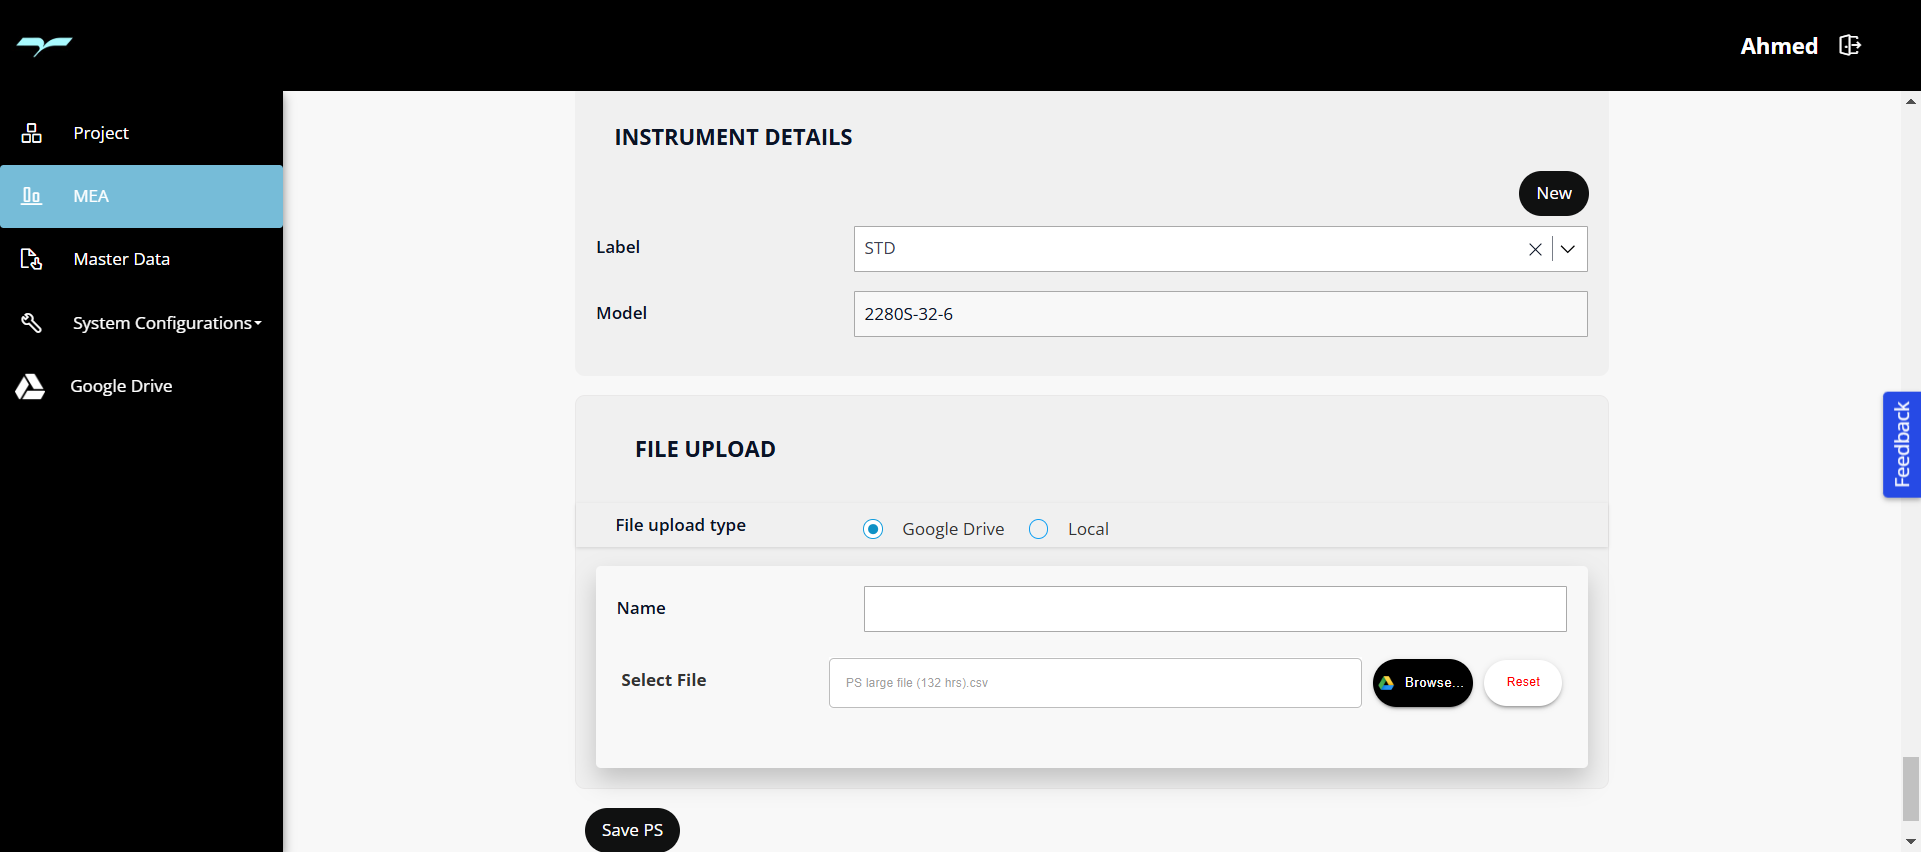 Ahmed
Project
MEA
Master Data
System Configurations
Google Drive
INSTRUMENT DETAILS
New
Label
STD
Model
2280S-32-6
FILE UPLOAD
File upload type
Google Drive
Local
Name
Select File
PS large file (132 hrs).csv
Browse...
Reset
Save PS
Feedback